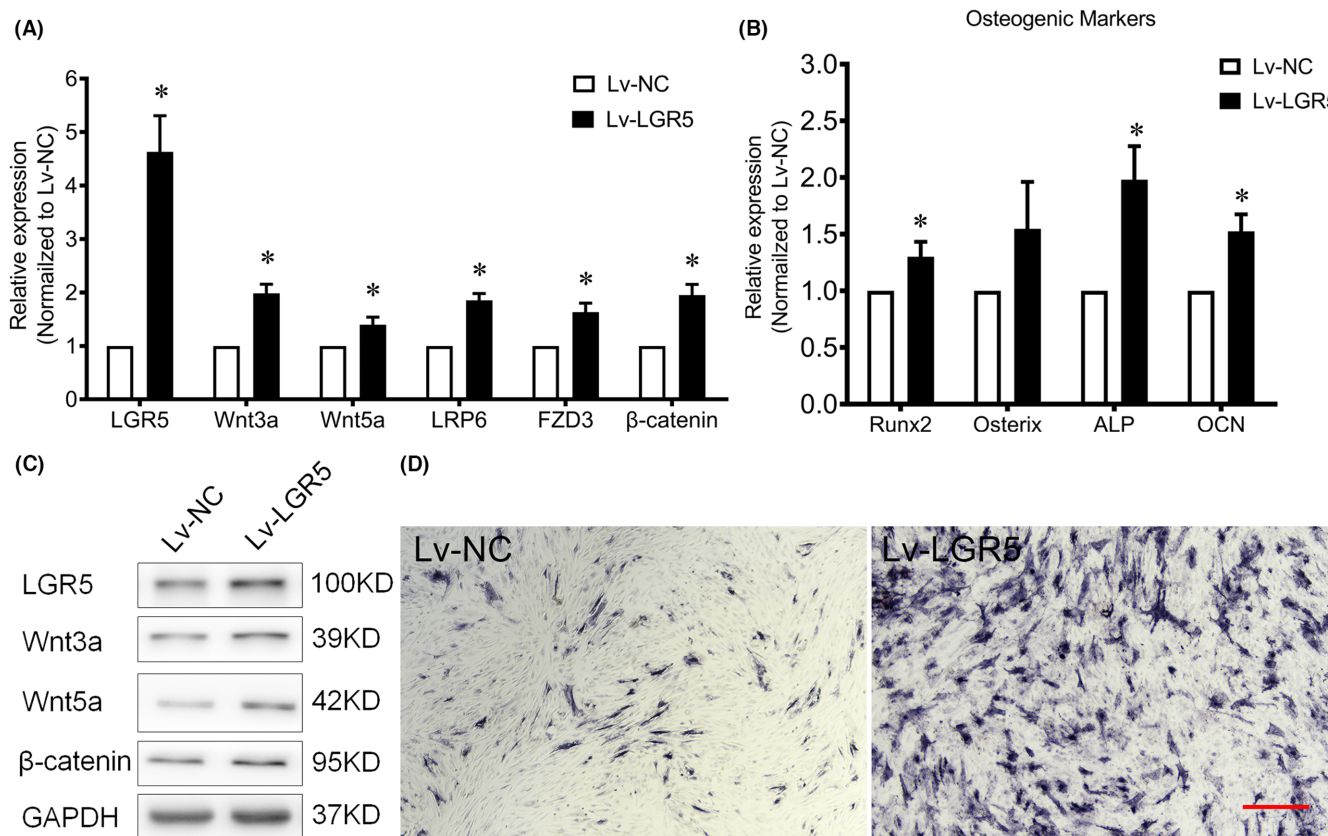 (A)
6
5
4
3
2
1
0
Relative expression
(Normailzed to Lv-NC)
Lv-NC
Lv-LGR5
*
*
*
*
*
*
LGR5 Wnt3a Wnt5a LRP6 FZD3 β-catenin
(B)
Osteogenic Markers
3.0
2.5
2.0
1.5
1.0
0.5
0.0
Relative expression
(Normalized to Lv-NC)
Lv-NC
Lv-LGR5
*
*
*
Runx2 Osterix ALP OCN
(C)
Lv-NC
Lv-LGR5
LGR5 100KD
Wnt3a 39KD
Wnt5a 42KD
β-catenin 95KD
GAPDH 37KD
(D)
Lv-NC
Lv-LGR5